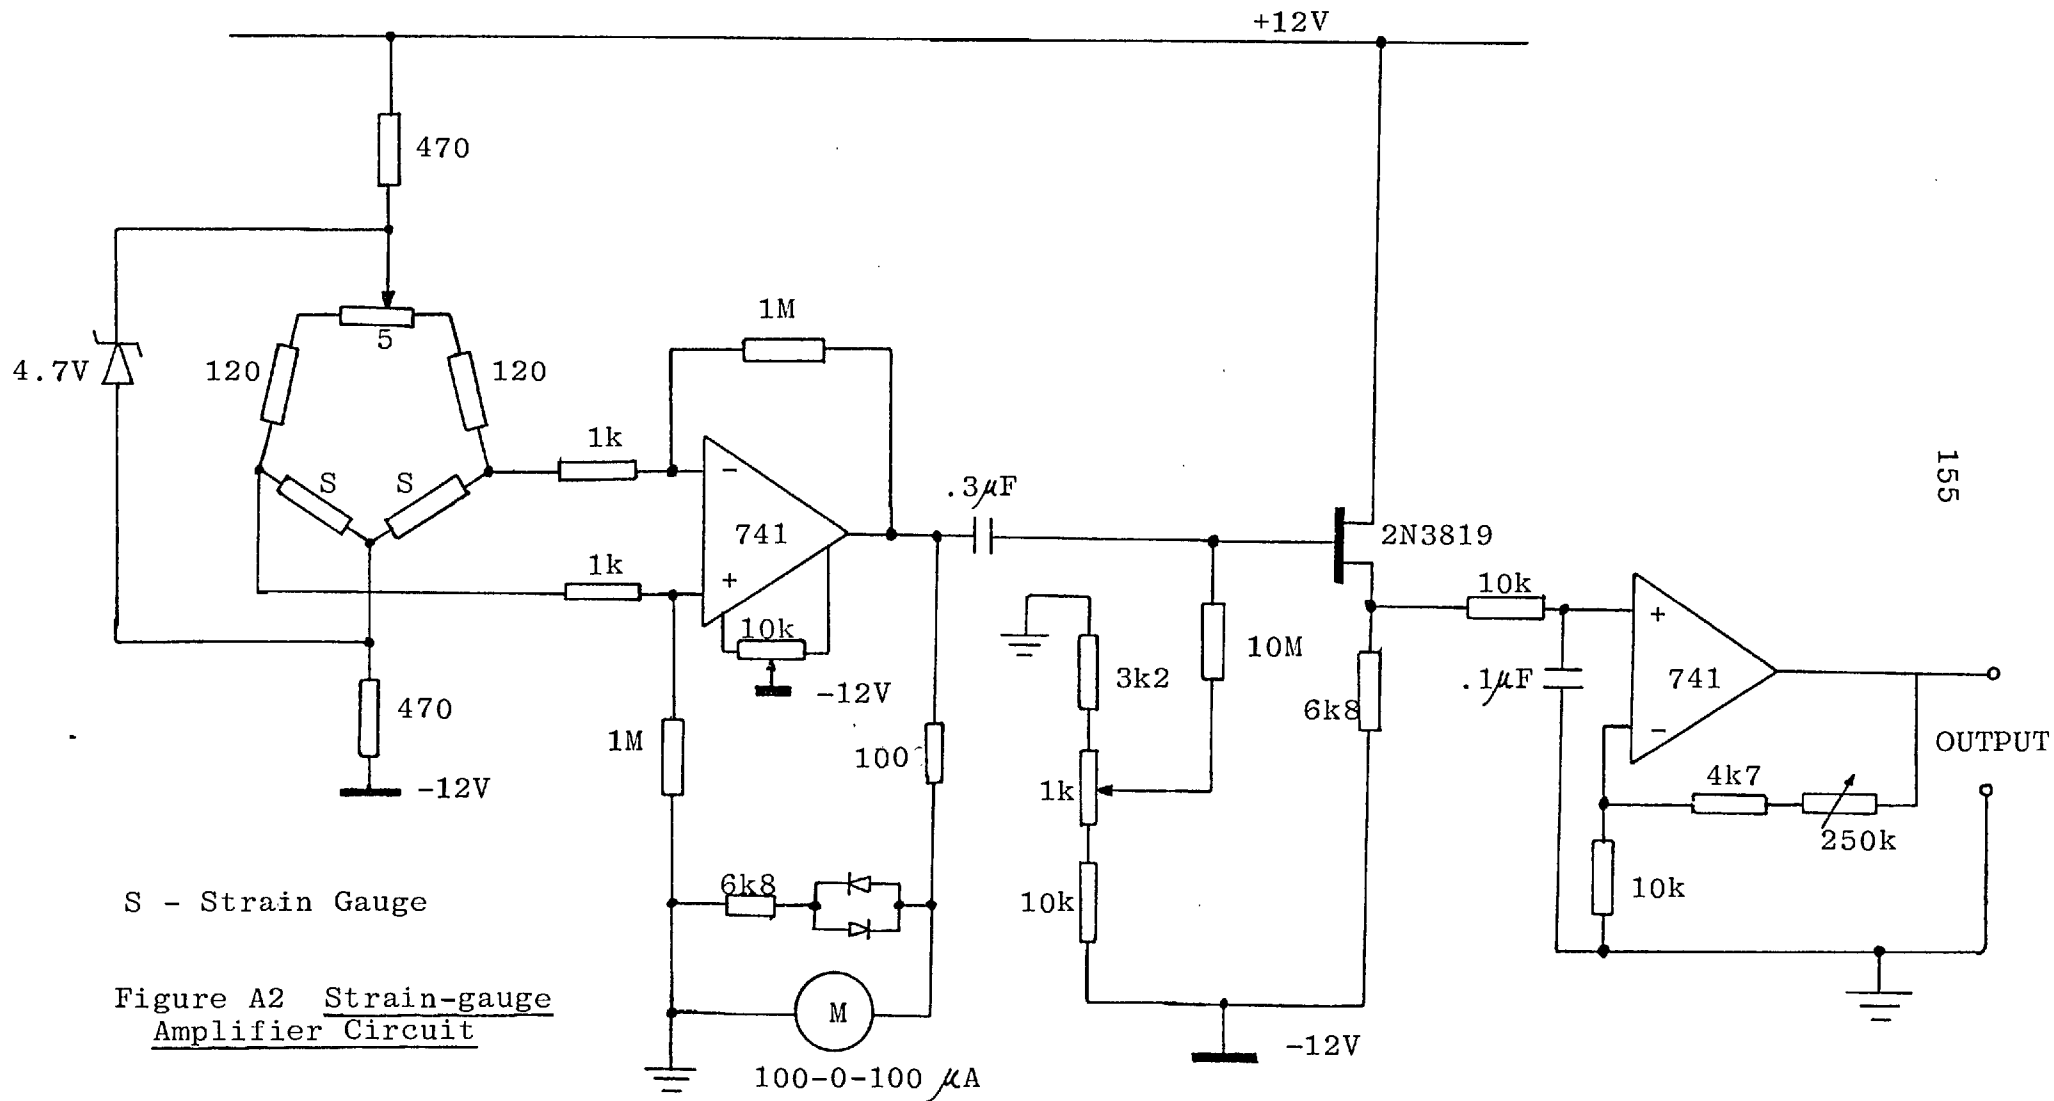 +12V
470
1M
5
4.7V
120
120
1k
S
S
.3µF
155
741
2N3819
1k
10k
10k
3k2
10M
-12V
.1µF
741
470
6k8
1M
100
OUTPUT
4k7
-12V
1k
250k
6k8
10k
10k
S - Strain Gauge
Figure A2 Strain-gauge
Amplifier Circuit
M
-12V
100-0-100 µA
+
-
+
-